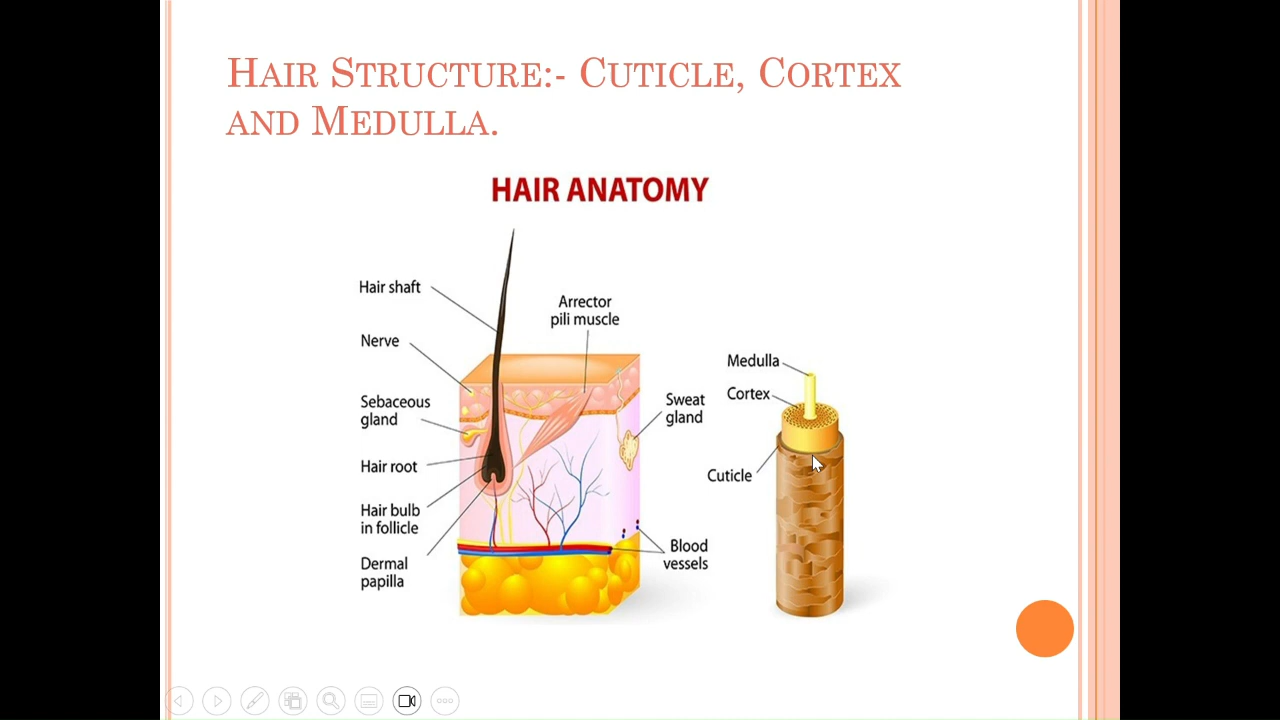 HAIR STRUCTURE:- CUTICLE, CORTEX
AND MEDULLA.
HAIR ANATOMY
Hair shaft
Arrector
pili muscle
Nerve
Sebaceous
gland
Hair root
Hair bulb
in follicle
Dermal
papilla
Sweat
gland
Blood
vessels
Medulla
Cortex
Cuticle